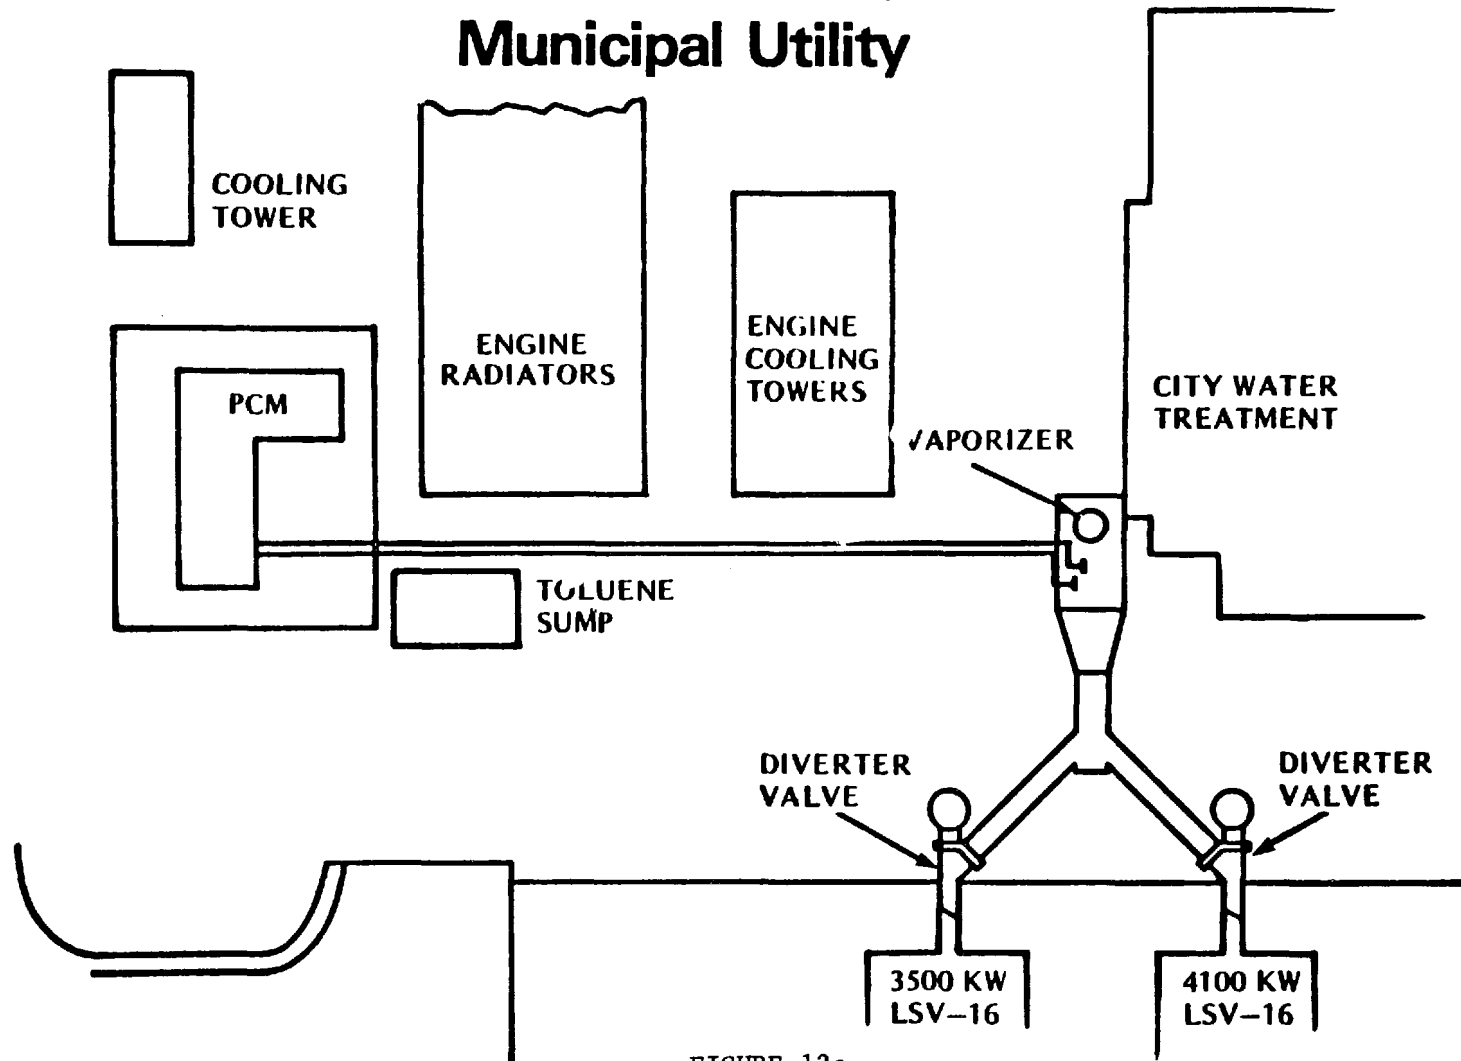 Municipal Utility
COOLING
TOWER
ENGINE
RADIATORS
ENGINE
COOLING
TOWERS
PCM
CITY WATER
TREATMENT
VAPORIZER
TOLUENE
SUMP
DIVERTER
VALVE
DIVERTER
VALVE
3500 KW
LSV-16
4100 KW
LSV-16